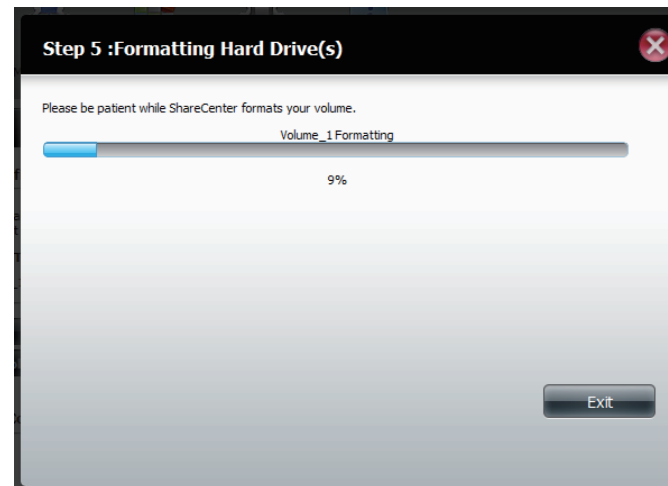 Step 5 :Formatting Hard Drive(s)
Please be patient while ShareCenter formats your volume.
Volume_1 Formatting
9%
Exit